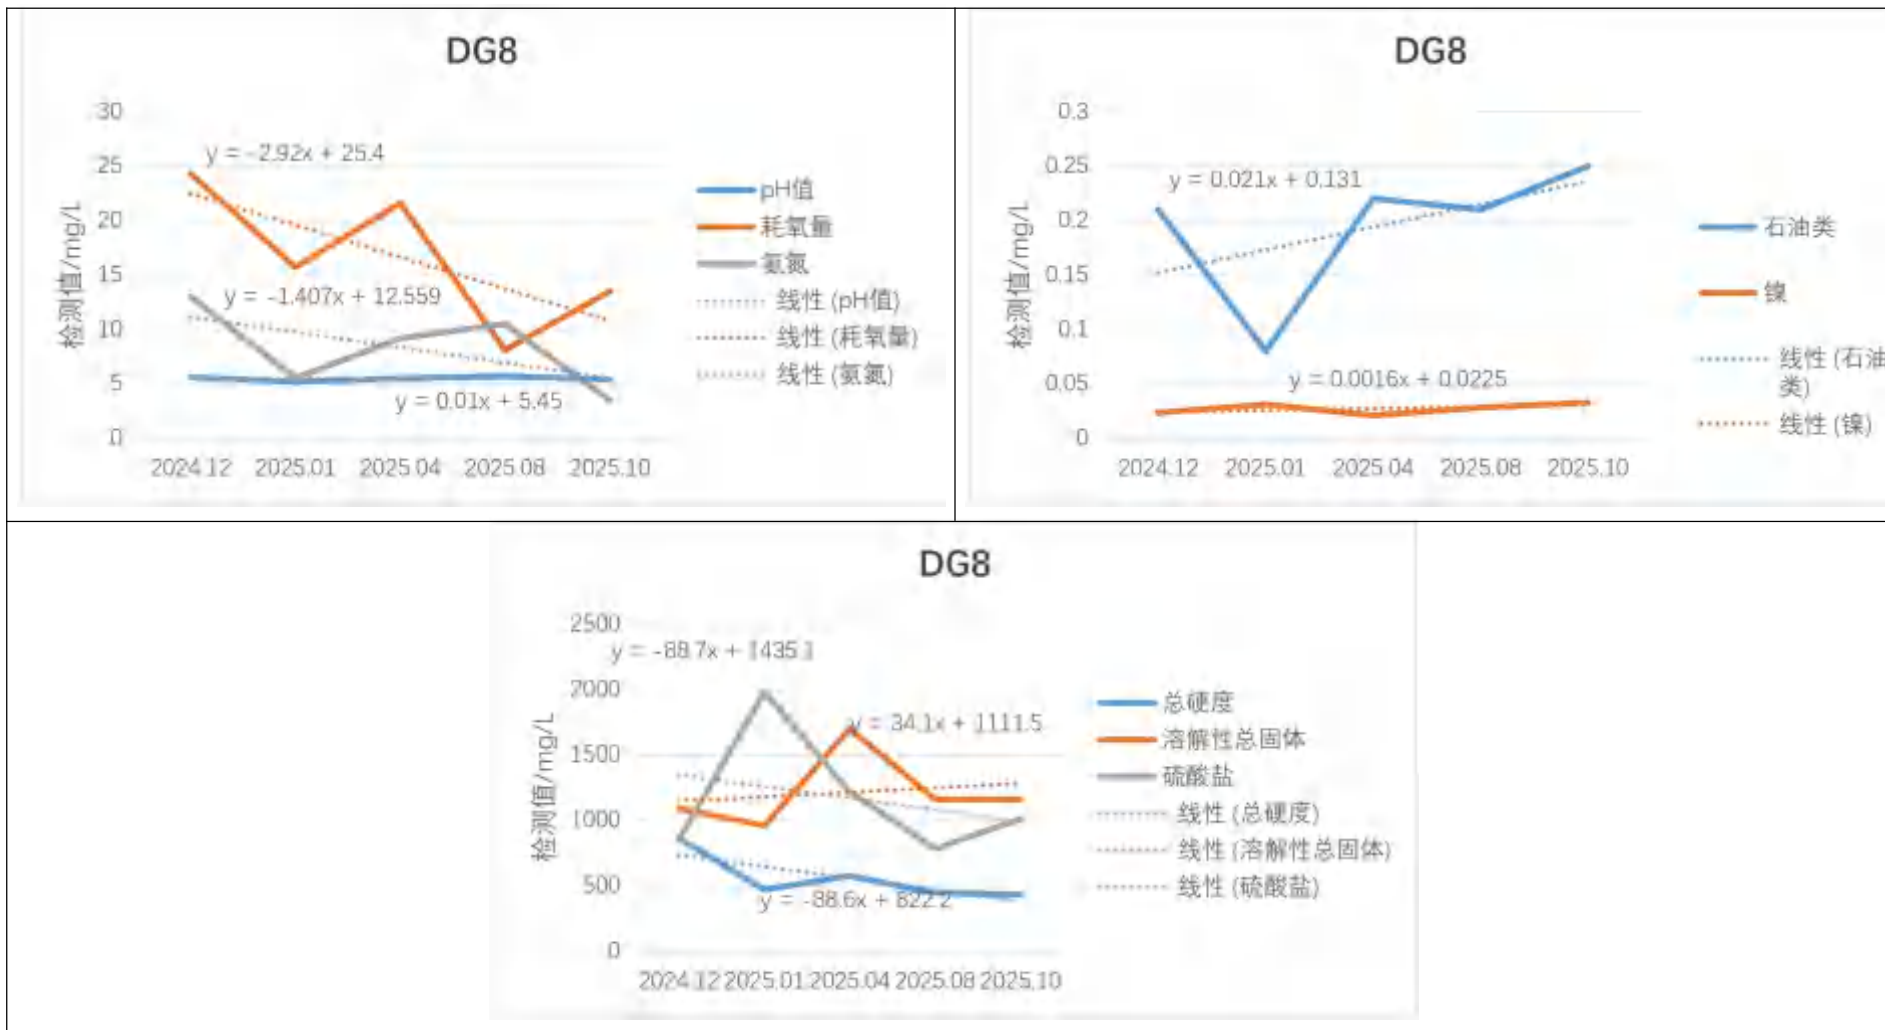 DG8
30
25
20
15
10
5
0
检测值/mg/L
y = -2.92x + 25.4
y = -1.407x + 12.559
y = 0.01x + 5.45
2024.12 2025.01 2025.04 2025.08 2025.10
pH值
耗氧量
氨氮
线性 (pH值)
线性 (耗氧量)
线性 (氨氮)
DG8
0.3
0.25
0.2
0.15
0.1
0.05
0
检测值/mg/L
y = 0.021x + 0.131
y = 0.0016x + 0.0225
2024.12 2025.01 2025.04 2025.08 2025.10
石油类
镍
线性 (石油
类)
线性 (镍)
DG8
2500
2000
1500
1000
500
0
检测值/mg/L
y = -88.7x + 1435.1
y = 34.1x + 1111.5
y = -88.6x + 822.2
2024.12 2025.01 2025.04 2025.08 2025.10
总硬度
溶解性总固体
硫酸盐
线性 (总硬度)
线性 (溶解性总固体)
线性 (硫酸盐)